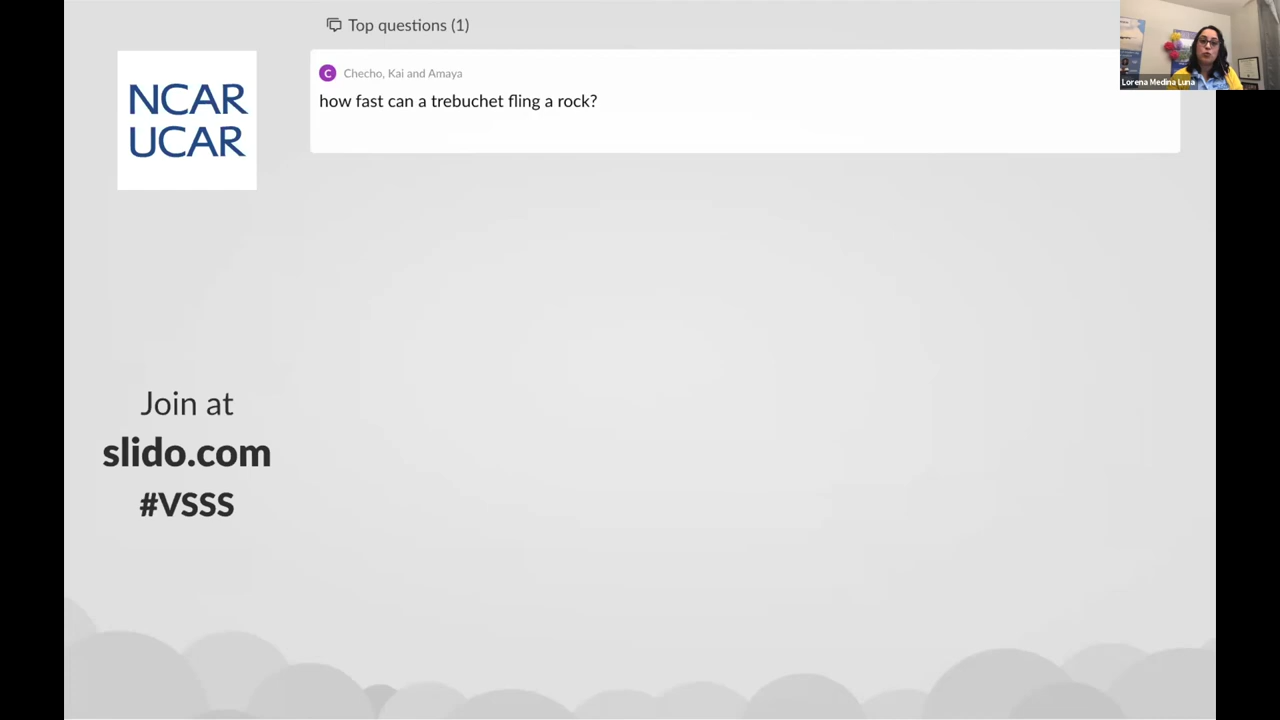 Top questions (1)
C
Checho, Kai and Amaya
how fast can a trebuchet fling a rock?
NCAR
UCAR
Join at
slido.com
#VSSS
Lorena Medina Luna